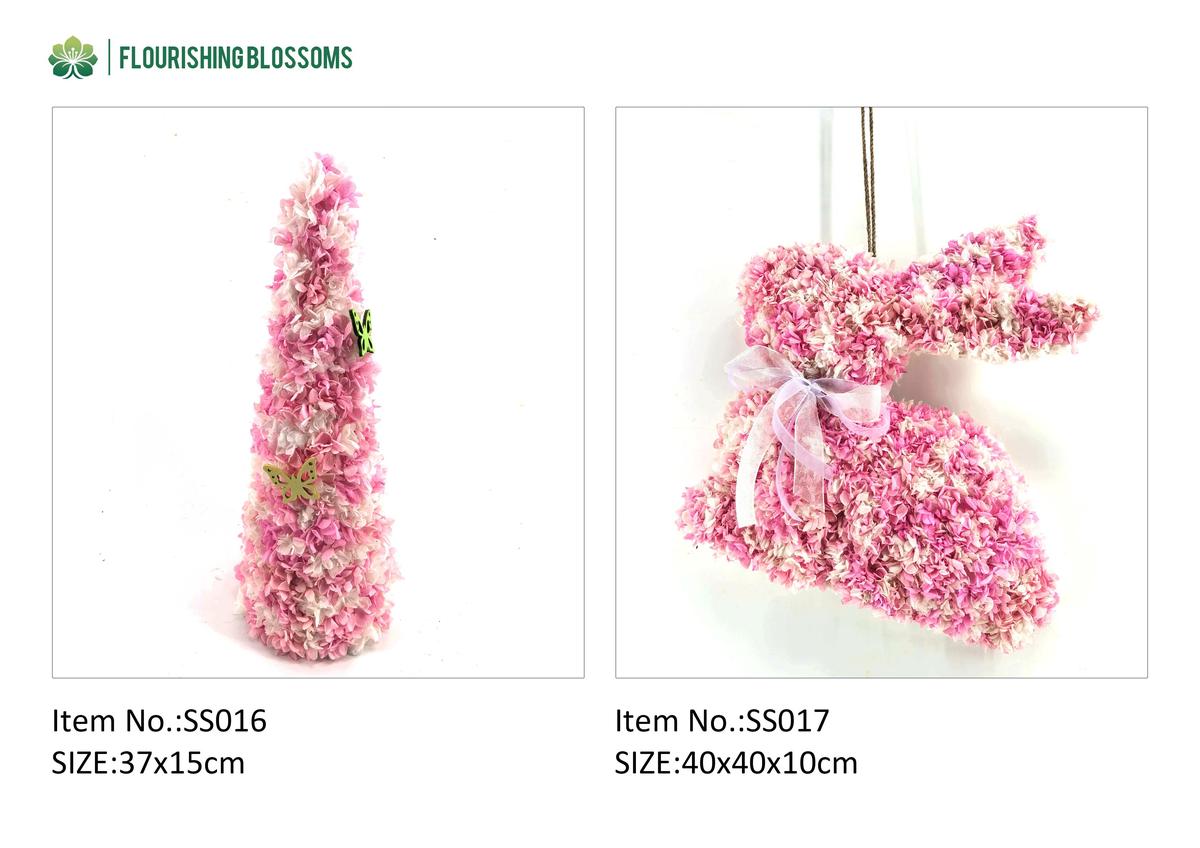 FLOURISHING BLOSSOMS
Item No.:SS016
SIZE:37x15cm
Item No.:SS017
SIZE:40x40x10cm